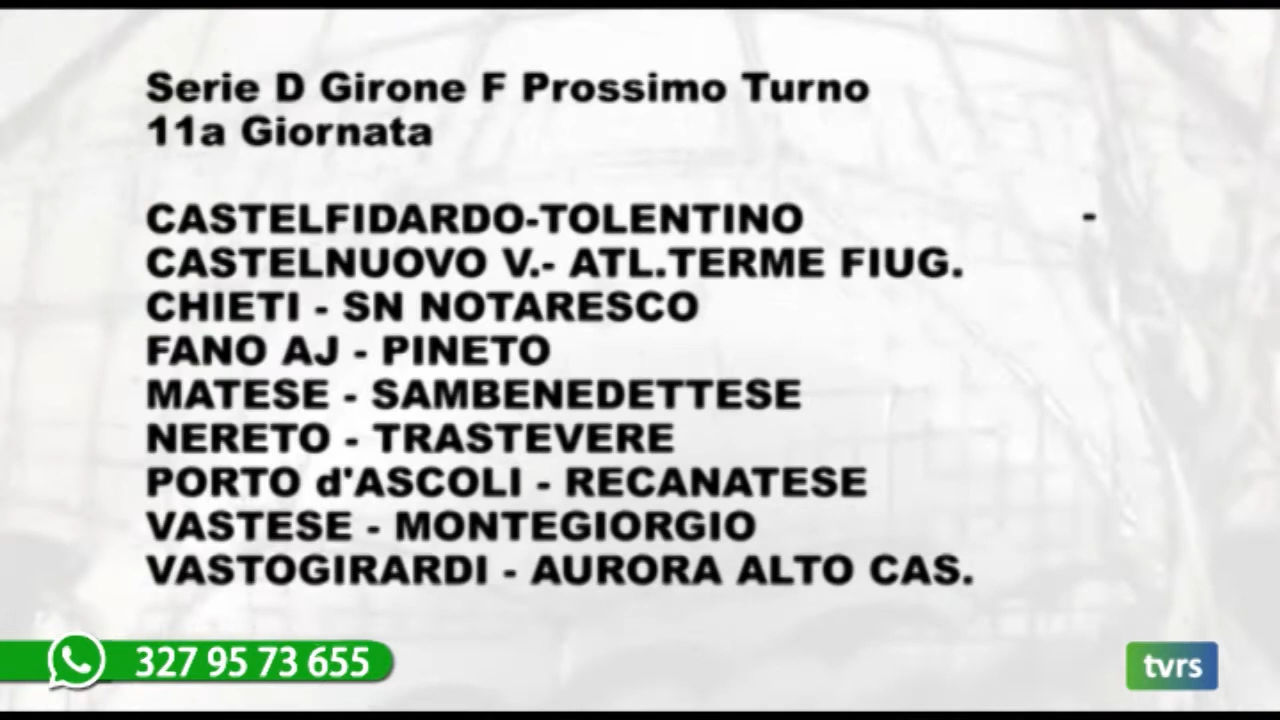 Serie D Girone F Prossimo Turno
11a Giornata
CASTELFIDARDO-TOLENTINO -
CASTELNUOVO V.- ATL.TERME FIUG.
CHIETI - SN NOTARESCO
FANO AJ - PINETO
MATESE - SAMBENEDETTESE
NERETO - TRASTEVERE
PORTO d'ASCOLI - RECANATESE
VASTESE - MONTEGIORGIO
VASTOGIRARDI - AURORA ALTO CAS.
327 95 73 655
tvrs